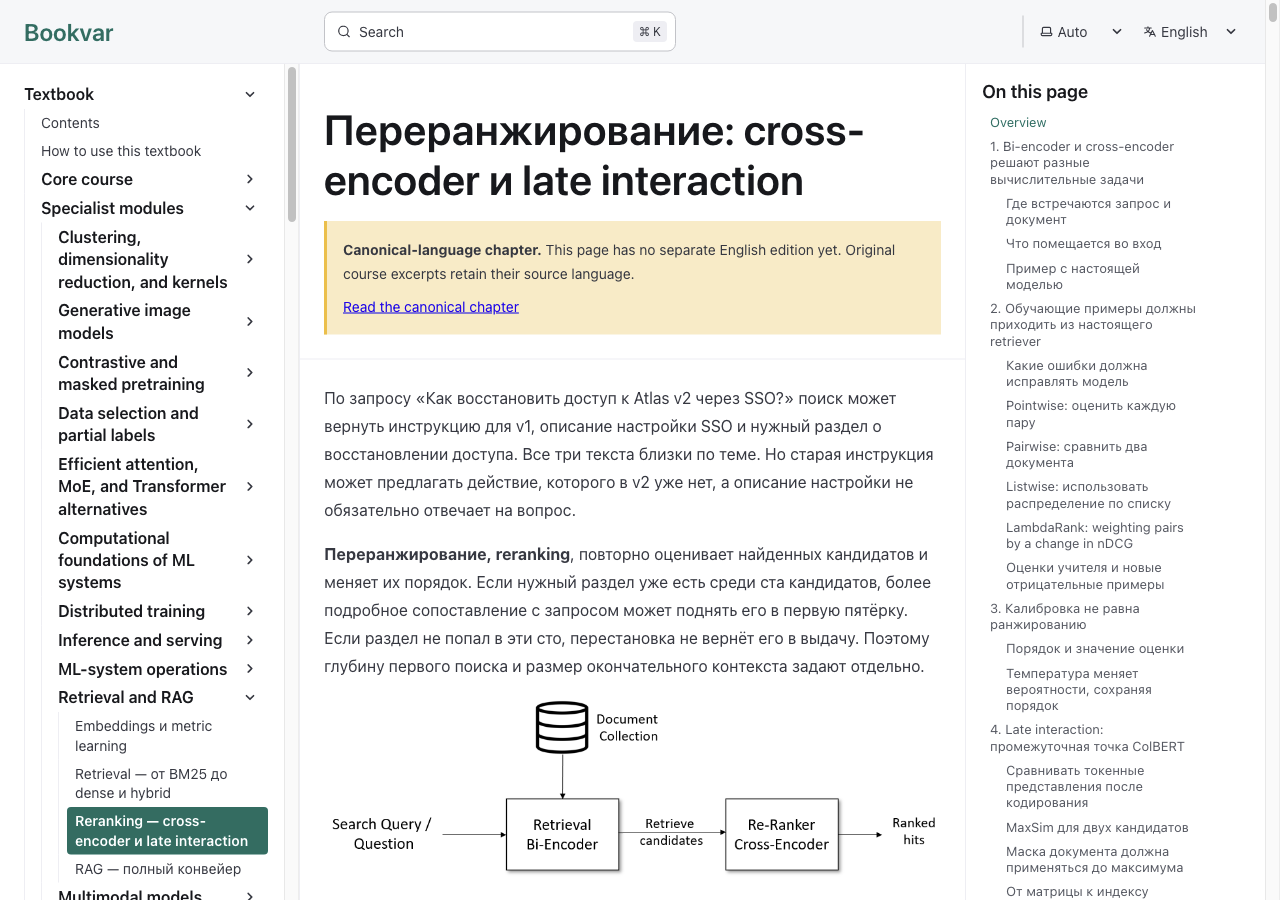 Bookvar
Search
⌘ K
Auto
English
Textbook
Contents
How to use this textbook
Core course
Specialist modules
Clustering,
dimensionality
reduction, and kernels
Generative image
models
Contrastive and
masked pretraining
Data selection and
partial labels
Efficient attention,
MoE, and Transformer
alternatives
Computational
foundations of ML
systems
Distributed training
Inference and serving
ML-system operations
Retrieval and RAG
Embeddings и metric
learning
Retrieval — от BM25 до
dense и hybrid
Reranking — cross-
encoder и late interaction
RAG — полный конвейер
Multimodal models
Переранжирование: cross-
encoder и late interaction
Canonical-language chapter. This page has no separate English edition yet. Original
course excerpts retain their source language.
Read the canonical chapter
По запросу «Как восстановить доступ к Atlas v2 через SSO?» поиск может
вернуть инструкцию для v1, описание настройки SSO и нужный раздел о
восстановлении доступа. Все три текста близки по теме. Но старая инструкция
может предлагать действие, которого в v2 уже нет, а описание настройки не
обязательно отвечает на вопрос.
Переранжирование, reranking, повторно оценивает найденных кандидатов и
меняет их порядок. Если нужный раздел уже есть среди ста кандидатов, более
подробное сопоставление с запросом может поднять его в первую пятёрку.
Если раздел не попал в эти сто, перестановка не вернёт его в выдачу. Поэтому
глубину первого поиска и размер окончательного контекста задают отдельно.
Document
Collection
Search Query /
Question
Retrieval
Bi-Encoder
Retrieve
candidates
Re-Ranker
Cross-Encoder
Ranked
hits
On this page
Overview
1. Bi-encoder и cross-encoder
решают разные
вычислительные задачи
Где встречаются запрос и
документ
Что помещается во вход
Пример с настоящей
моделью
2. Обучающие примеры должны
приходить из настоящего
retriever
Какие ошибки должна
исправлять модель
Pointwise: оценить каждую
пару
Pairwise: сравнить два
документа
Listwise: использовать
распределение по списку
LambdaRank: weighting pairs
by a change in nDCG
Оценки учителя и новые
отрицательные примеры
3. Калибровка не равна
ранжированию
Порядок и значение оценки
Температура меняет
вероятности, сохраняя
порядок
4. Late interaction:
промежуточная точка ColBERT
Сравнивать токенные
представления после
кодирования
MaxSim для двух кандидатов
Маска документа должна
применяться до максимума
От матрицы к индексу